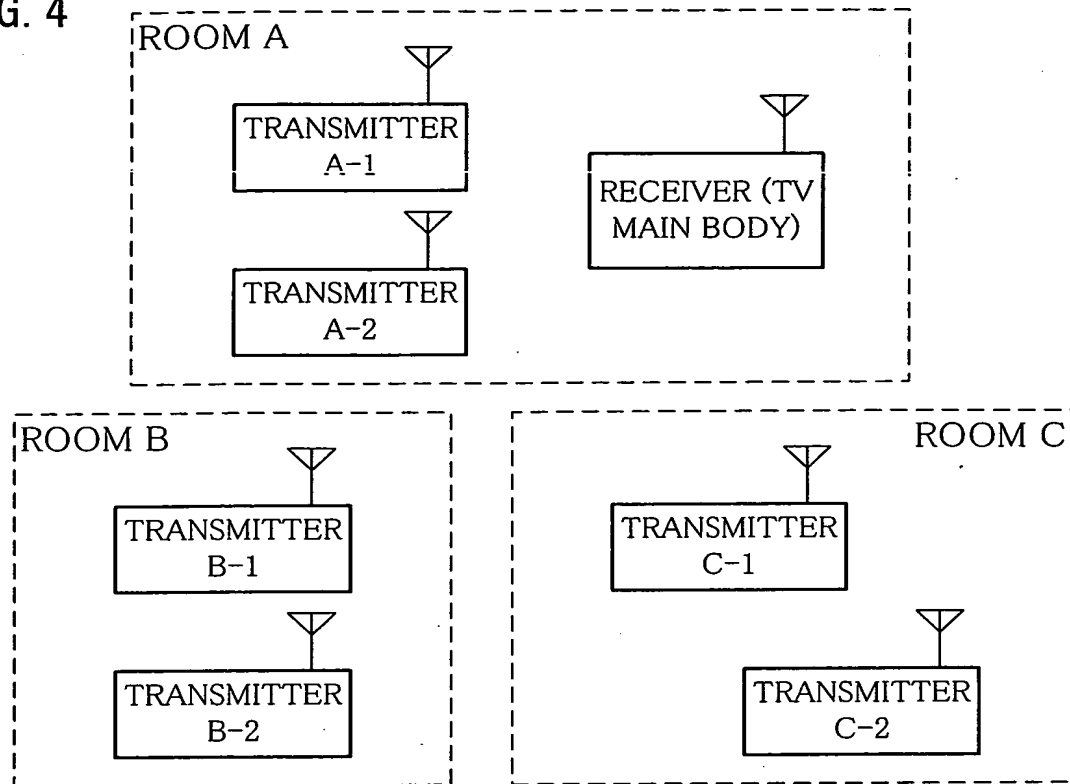 G. 4
ROOM A
TRANSMITTER
A-1
RECEIVER (TV
MAIN BODY)
TRANSMITTER
A-2
ROOM B
TRANSMITTER
B-1
TRANSMITTER
B-2
ROOM C
TRANSMITTER
C-1
TRANSMITTER
C-2